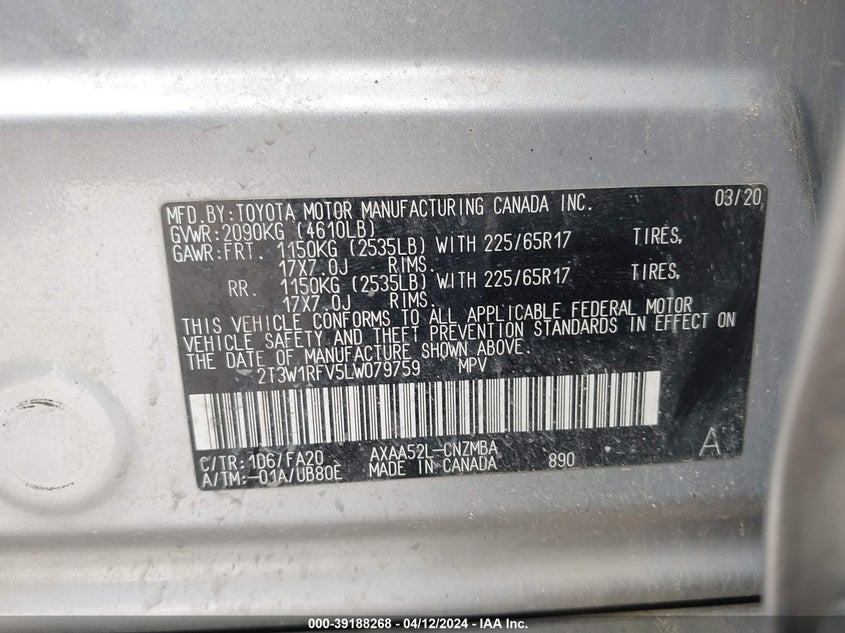 MFD.BY:TOYOTA MOTOR MANUFACTURING CANADA INC. 03/20
GVWR:2090KG (4610LB)
GAWR:FRT. 1150KG (2535LB) WITH 225/65R17 TIRES,
17X7.0J RIMS.
RR. 1150KG (2535LB) WITH 225/65R17 TIRES,
17X7.0J RIMS.
THIS VEHICLE CONFORMS TO ALL APPLICABLE FEDERAL MOTOR
VEHICLE SAFETY AND THEFT PREVENTION STANDARDS IN EFFECT ON
THE DATE OF MANUFACTURE SHOWN ABOVE.
2T3W1RFV5LW079759 MPV
C/TR:1D6/FA20 AXAA52L-CNZMBA A
A/TM:-01A/UB80E MADE IN CANADA 890
000-39188268 - 04/12/2024 - IAA Inc.